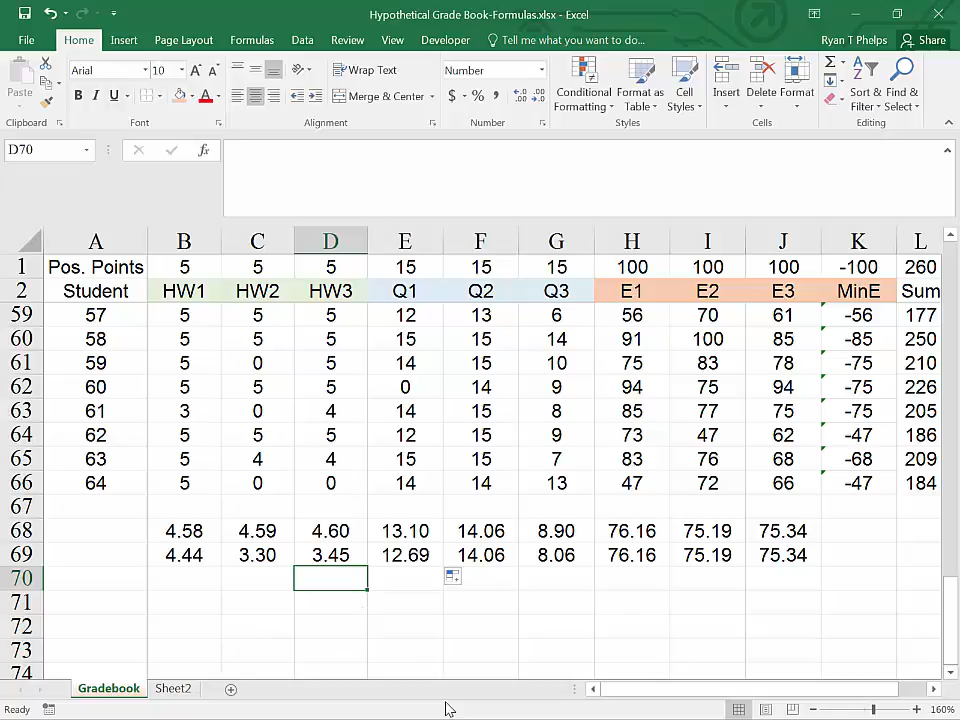 Hypothetical Grade Book-Formulas.xlsx - Excel
File Home Insert Page Layout Formulas Data Review View Developer Tell me what you want to do... Ryan T Phelps Share
Paste Arial 10 Wrap Text Number Conditional Formatting Format as Table Cell Styles Insert Delete Format Sort & Filter Find & Select
B I U A Merge & Center $ % ,
Clipboard Font Alignment Number Styles Cells Editing
D70 fx
A B C D E F G H I J K L
1 Pos. Points 5 5 5 15 15 15 100 100 100 -100 260
2 Student HW1 HW2 HW3 Q1 Q2 Q3 E1 E2 E3 MinE Sum
59 57 5 5 5 12 13 6 56 70 61 -56 177
60 58 5 5 5 15 15 14 91 100 85 -85 250
61 59 5 0 5 14 15 10 75 83 78 -75 210
62 60 5 5 5 0 14 9 94 75 94 -75 226
63 61 3 0 4 14 15 8 85 77 75 -75 205
64 62 5 5 5 12 15 9 73 47 62 -47 186
65 63 5 4 4 15 15 7 83 76 68 -68 209
66 64 5 0 0 14 14 13 47 72 66 -47 184
67
68 4.58 4.59 4.60 13.10 14.06 8.90 76.16 75.19 75.34
69 4.44 3.30 3.45 12.69 14.06 8.06 76.16 75.19 75.34
70
71
72
73
74
Gradebook Sheet2
Ready 160%